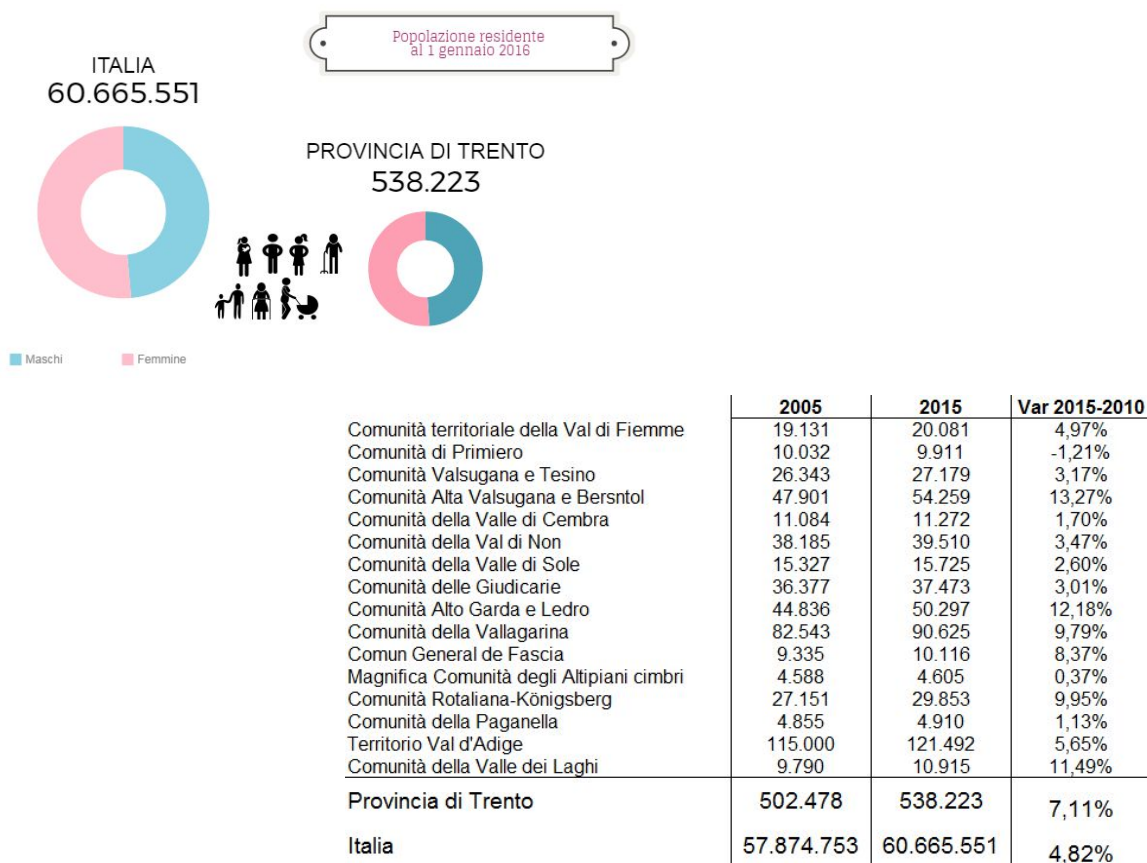 Popolazione residente
al 1 gennaio 2016
ITALIA
60.665.551
PROVINCIA DI TRENTO
538.223
Maschi Femmine
2005 2015 Var 2015-2010
Comunità territoriale della Val di Fiemme 19.131 20.081 4,97%
Comunità di Primiero 10.032 9.911 -1,21%
Comunità Valsugana e Tesino 26.343 27.179 3,17%
Comunità Alta Valsugana e Bersntol 47.901 54.259 13,27%
Comunità della Valle di Cembra 11.084 11.272 1,70%
Comunità della Val di Non 38.185 39.510 3,47%
Comunità della Valle di Sole 15.327 15.725 2,60%
Comunità delle Giudicarie 36.377 37.473 3,01%
Comunità Alto Garda e Ledro 44.836 50.297 12,18%
Comunità della Vallagarina 82.543 90.625 9,79%
Comun General de Fascia 9.335 10.116 8,37%
Magnifica Comunità degli Altipiani cimbri 4.588 4.605 0,37%
Comunità Rotaliana-Königsberg 27.151 29.853 9,95%
Comunità della Paganella 4.855 4.910 1,13%
Territorio Val d'Adige 115.000 121.492 5,65%
Comunità della Valle dei Laghi 9.790 10.915 11,49%
Provincia di Trento 502.478 538.223 7,11%
Italia 57.874.753 60.665.551 4,82%